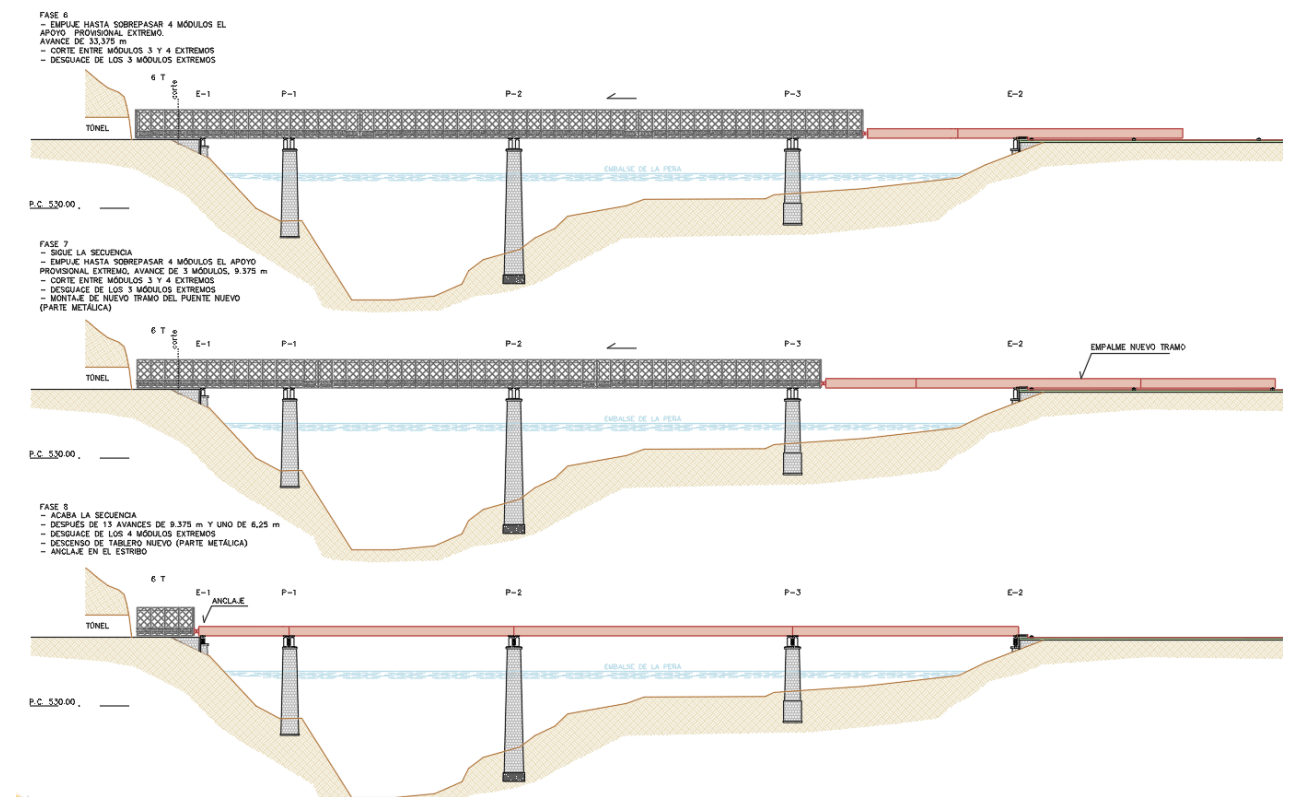 FASE 6
- EMPUJE HASTA SOBREPASAR 4 MÓDULOS EL
APOYO PROVISIONAL EXTREMO.
AVANCE DE 33,375 m
- CORTE ENTRE MÓDULOS 3 Y 4 EXTREMOS
- DESGUACE DE LOS 3 MÓDULOS EXTREMOS
6 T
corte
E-1
P-1
P-2
P-3
E-2
TÚNEL
EMBALSE DE LA PEÑA
P.C. 530.00
FASE 7
- SIGUE LA SECUENCIA
- EMPUJE HASTA SOBREPASAR 4 MÓDULOS EL APOYO
PROVISIONAL EXTREMO, AVANCE DE 3 MÓDULOS, 9.375 m
- CORTE ENTRE MÓDULOS 3 Y 4 EXTREMOS
- DESGUACE DE LOS 3 MÓDULOS EXTREMOS
- MONTAJE DE NUEVO TRAMO DEL PUENTE NUEVO
(PARTE METÁLICA)
6 T
corte
E-1
P-1
P-2
P-3
E-2
EMPALME NUEVO TRAMO
TÚNEL
EMBALSE DE LA PEÑA
P.C. 530.00
FASE 8
- ACABA LA SECUENCIA
- DESPUÉS DE 13 AVANCES DE 9.375 m Y UNO DE 6,25 m
- DESGUACE DE LOS 4 MÓDULOS EXTREMOS
- DESCENSO DE TABLERO NUEVO (PARTE METÁLICA)
- ANCLAJE EN EL ESTRIBO
6 T
E-1
P-1
P-2
P-3
E-2
ANCLAJE
TÚNEL
EMBALSE DE LA PEÑA
P.C. 530.00